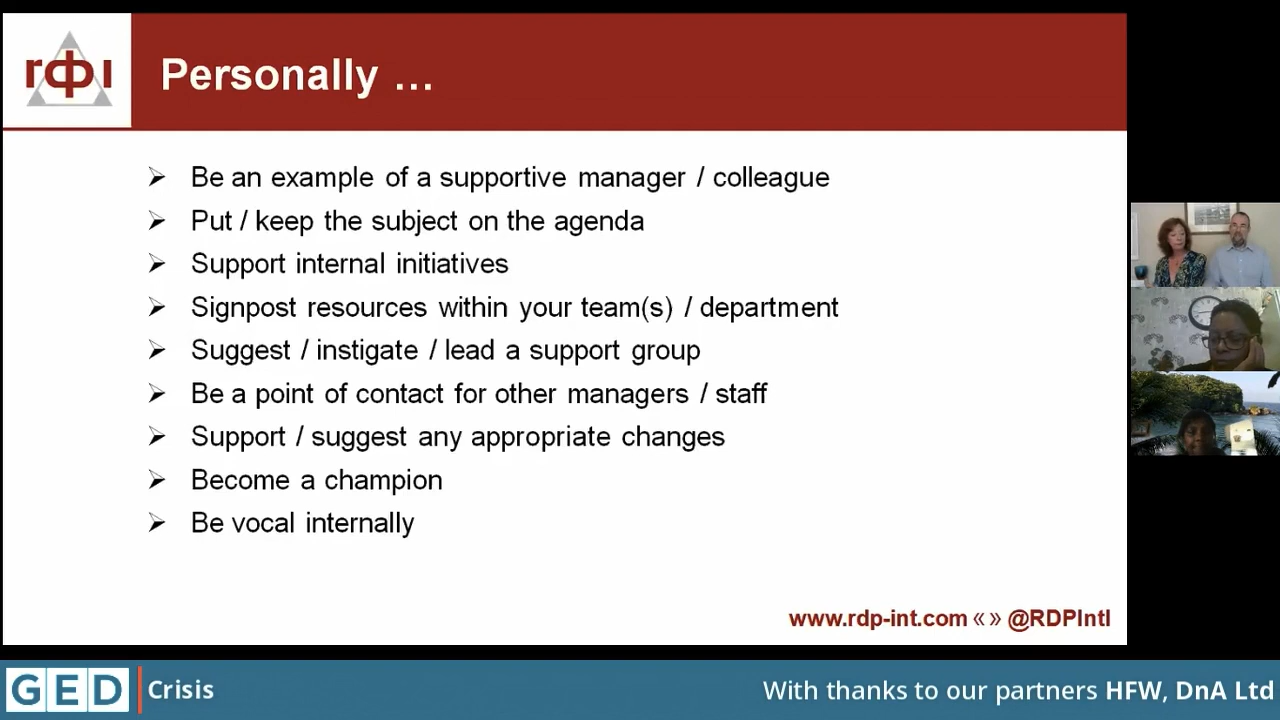 rφι
Personally ...
Be an example of a supportive manager / colleague
Put / keep the subject on the agenda
Support internal initiatives
Signpost resources within your team(s) / department
Suggest / instigate / lead a support group
Be a point of contact for other managers / staff
Support / suggest any appropriate changes
Become a champion
Be vocal internally
www.rdp-int.com «» @RDPIntl
GED Crisis
With thanks to our partners HFW, DnA Ltd